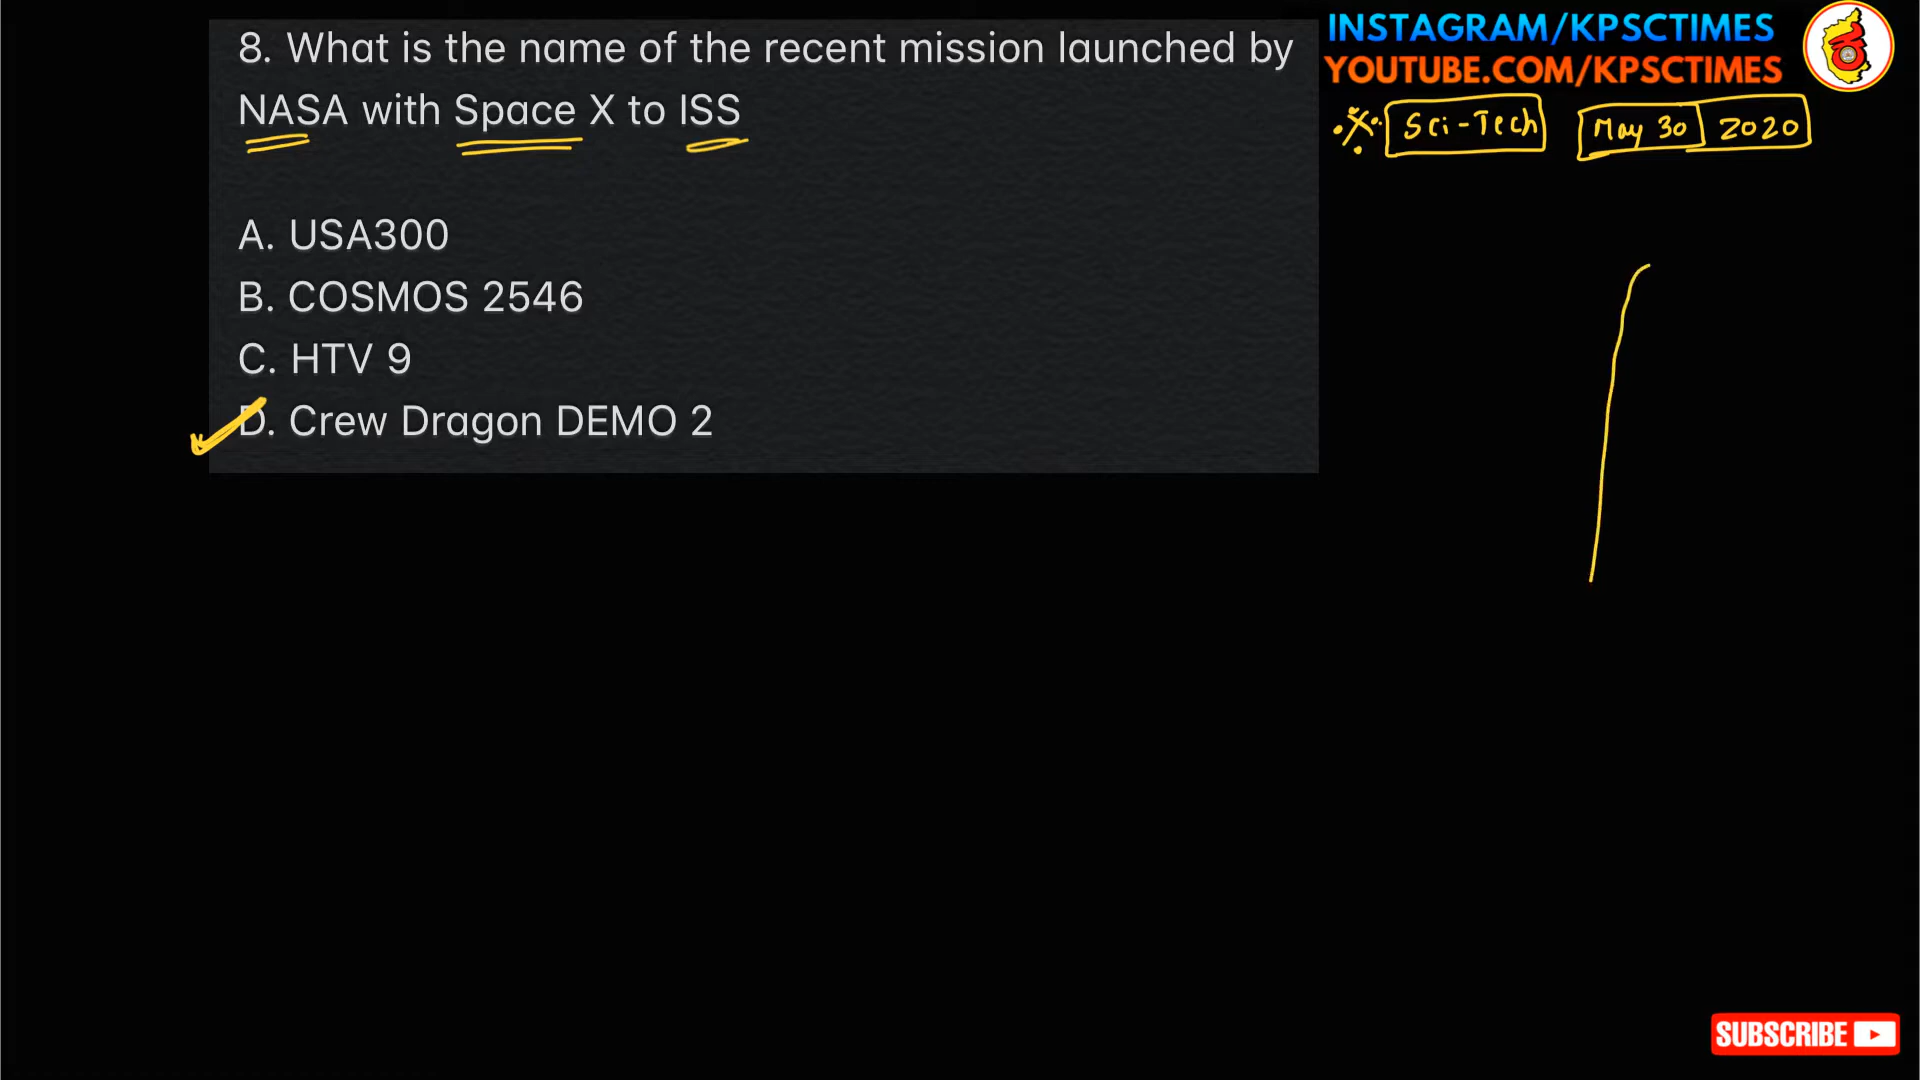 8. What is the name of the recent mission launched by
NASA with Space X to ISS
A. USA300
B. COSMOS 2546
C. HTV 9
D. Crew Dragon DEMO 2
INSTAGRAM/KPSCTIMES
YOUTUBE.COM/KPSCTIMES
Sci-Tech May 30 2020
SUBSCRIBE